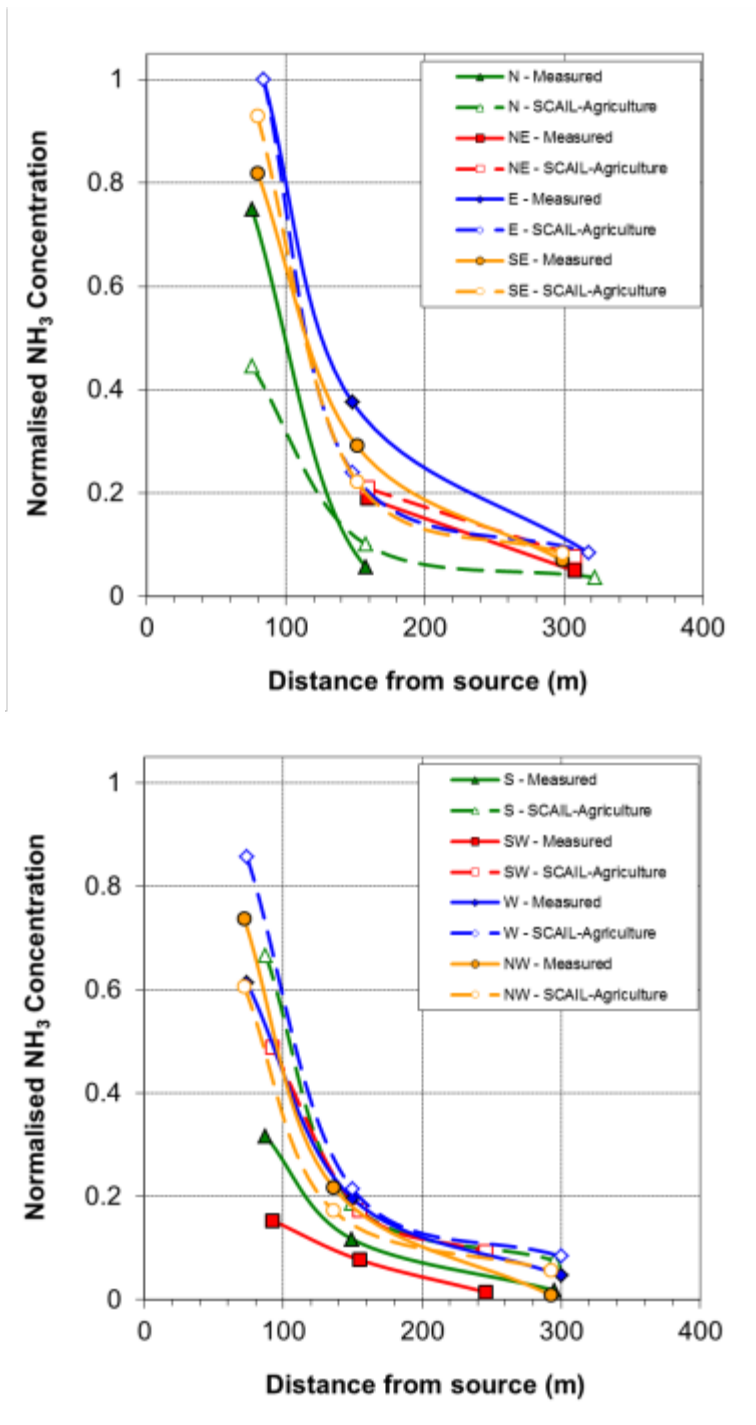 Normalised NH₃ Concentration
1
0.8
0.6
0.4
0.2
0
0 100 200 300 400
Distance from source (m)
N - Measured
N - SCAIL-Agriculture
NE - Measured
NE - SCAIL-Agriculture
E - Measured
E - SCAIL-Agriculture
SE - Measured
SE - SCAIL-Agriculture
Normalised NH₃ Concentration
1
0.8
0.6
0.4
0.2
0
0 100 200 300 400
Distance from source (m)
S - Measured
S - SCAIL-Agriculture
SW - Measured
SW - SCAIL-Agriculture
W - Measured
W - SCAIL-Agriculture
NW - Measured
NW - SCAIL-Agriculture